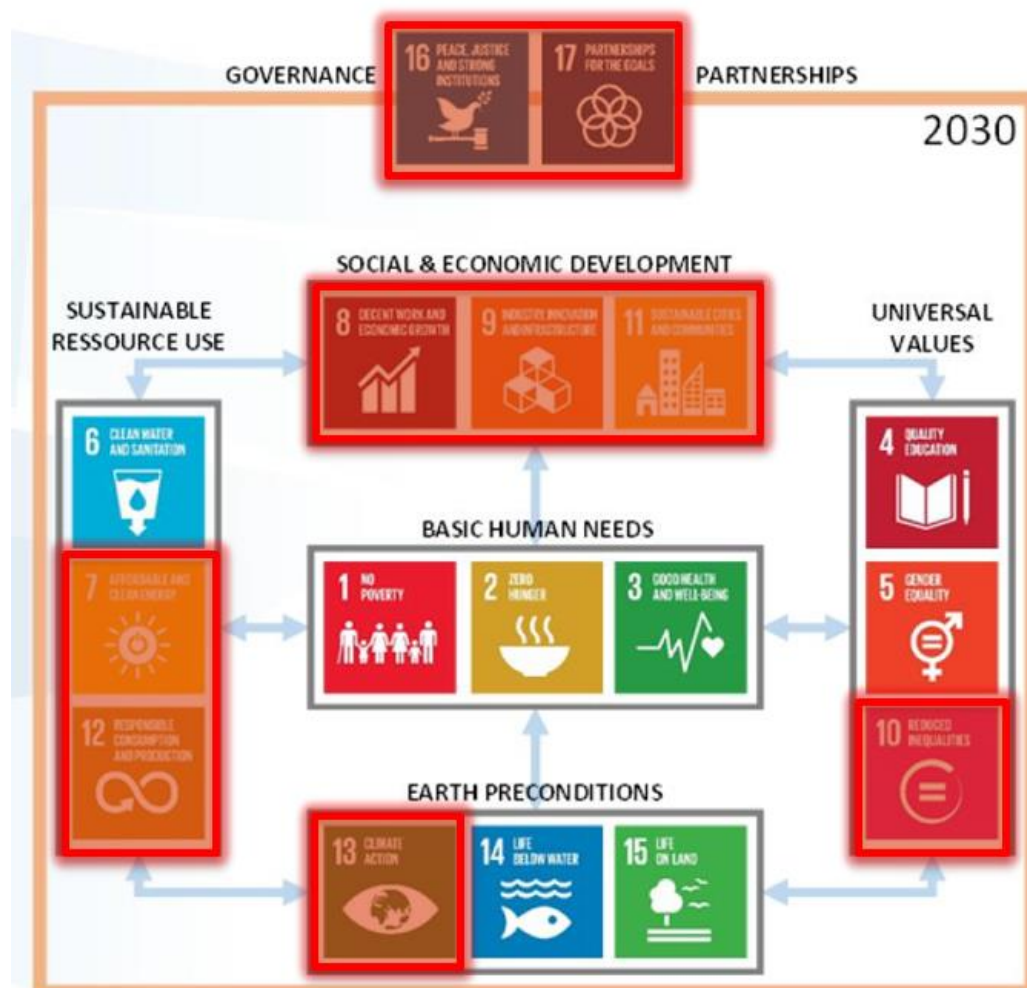 GOVERNANCE
16 PEACE, JUSTICE
AND STRONG
INSTITUTIONS
17 PARTNERSHIPS
FOR THE GOALS
PARTNERSHIPS
2030
SOCIAL & ECONOMIC DEVELOPMENT
8 DECENT WORK AND
ECONOMIC GROWTH
9 INDUSTRY, INNOVATION
AND INFRASTRUCTURE
11 SUSTAINABLE CITIES
AND COMMUNITIES
SUSTAINABLE
RESSOURCE USE
6 CLEAN WATER
AND SANITATION
7 AFFORDABLE AND
CLEAN ENERGY
12 RESPONSIBLE
CONSUMPTION
AND PRODUCTION
BASIC HUMAN NEEDS
1 NO
POVERTY
2 ZERO
HUNGER
3 GOOD HEALTH
AND WELL-BEING
UNIVERSAL
VALUES
4 QUALITY
EDUCATION
5 GENDER
EQUALITY
10 REDUCED
INEQUALITIES
EARTH PRECONDITIONS
13 CLIMATE
ACTION
14 LIFE
BELOW WATER
15 LIFE
ON LAND